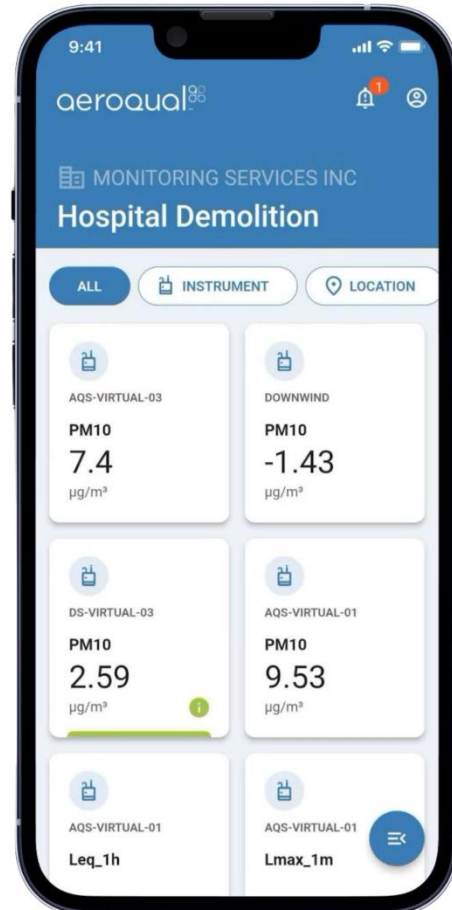 9:41
aeroqual
1
MONITORING SERVICES INC
Hospital Demolition
ALL
INSTRUMENT
LOCATION
AQS-VIRTUAL-03
PM10
7.4
µg/m³
DOWNWIND
PM10
-1.43
µg/m³
DS-VIRTUAL-03
PM10
2.59
µg/m³
i
AQS-VIRTUAL-01
PM10
9.53
µg/m³
AQS-VIRTUAL-01
Leq_1h
AQS-VIRTUAL-01
Lmax_1m